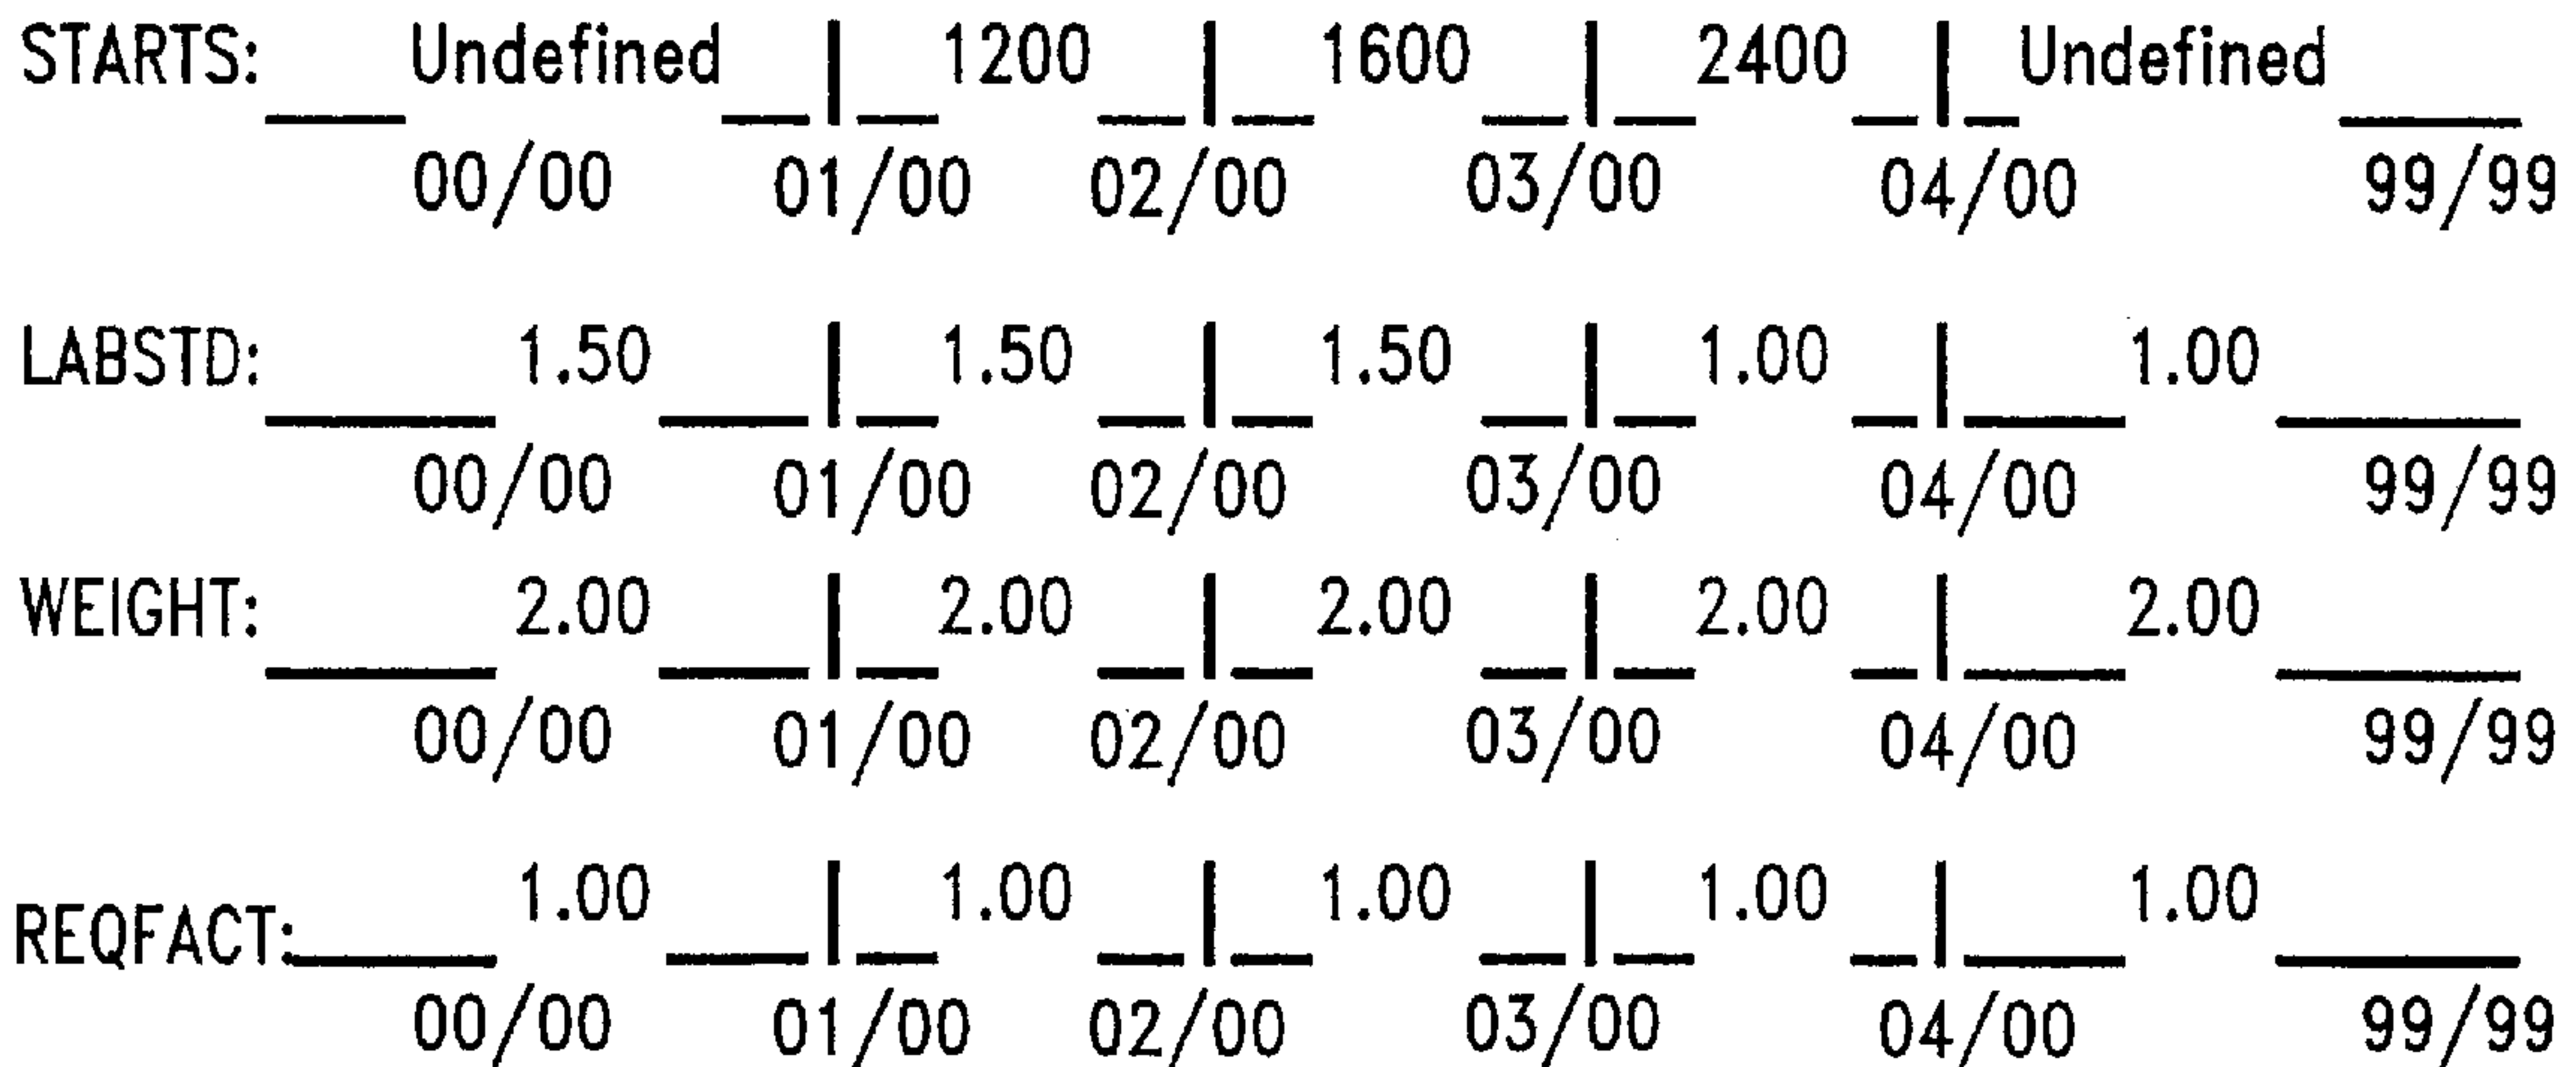 STARTS: Undefined 1200 1600 2400 Undefined
00/00 01/00 02/00 03/00 04/00 99/99
LABSTD: 1.50 1.50 1.50 1.00 1.00
00/00 01/00 02/00 03/00 04/00 99/99
WEIGHT: 2.00 2.00 2.00 2.00 2.00
00/00 01/00 02/00 03/00 04/00 99/99
REQFACT: 1.00 1.00 1.00 1.00 1.00
00/00 01/00 02/00 03/00 04/00 99/99